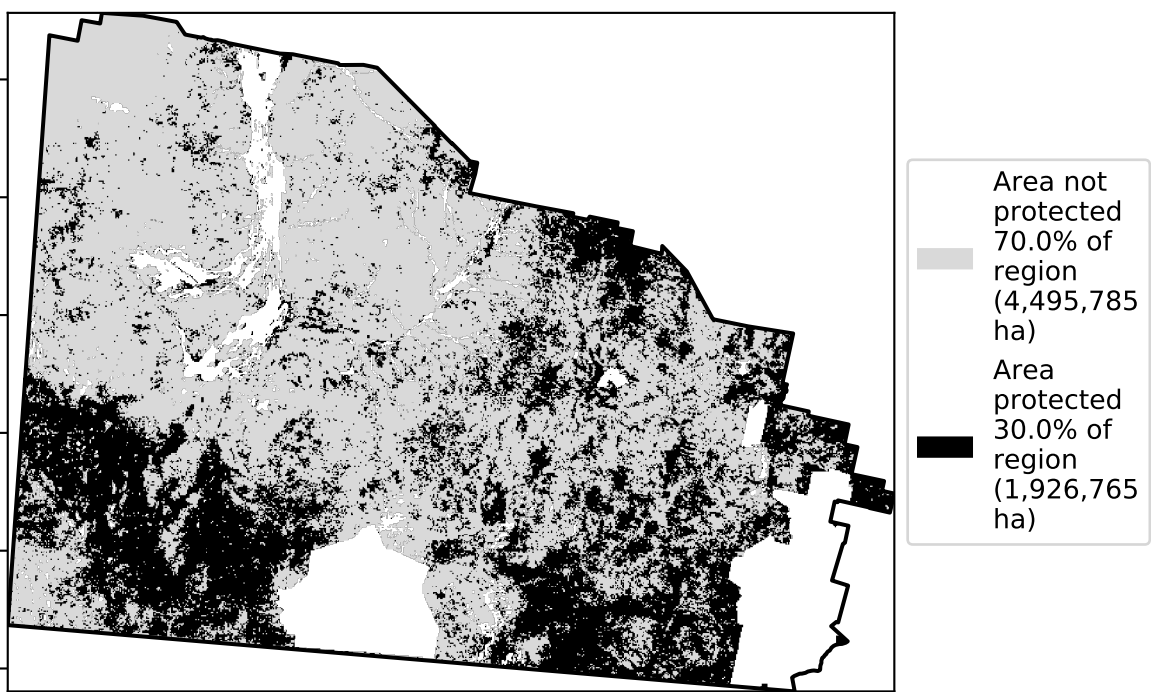 Area not
protected
70.0% of
region
(4,495,785
ha)
Area
protected
30.0% of
region
(1,926,765
ha)